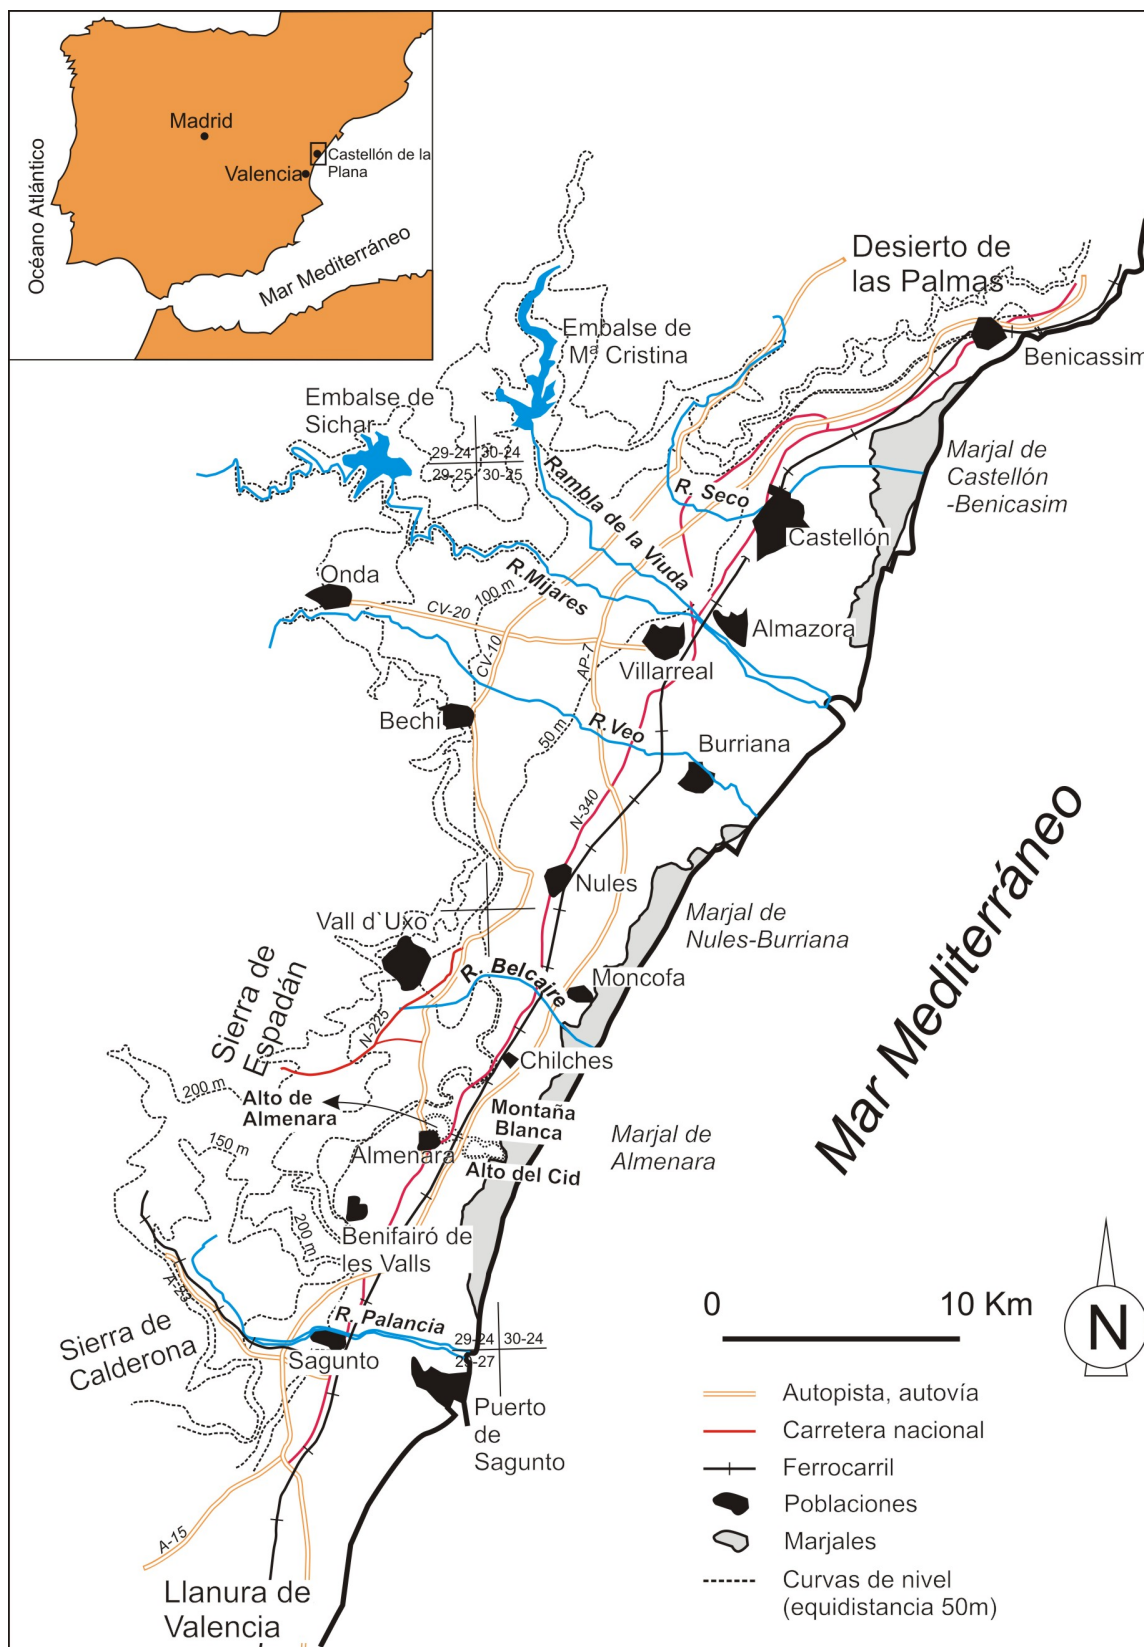 Océano Atlántico
Madrid
Valencia
Castellón de la
Plana
Mar Mediterráneo
Desierto de
las Palmas
Benicassim
Embalse de
Mª Cristina
Embalse de
Sichar
29-24
30-24
29-25
30-25
Marjal de
Castellón
-Benicasim
R. Seco
Rambla de la Viuda
Castellón
R.Mijares
100 m
Onda
CV-20
Almazora
Villarreal
CV-10
AP-7
Bechi
50 m
R.Veo
Burriana
N-340
Nules
Vall d`Uxo
Marjal de
Nules-Burriana
Mar Mediterráneo
R. Belcaire
Moncofa
Sierra de
Espadán
N-225
Chilches
200 m
Alto de
Almenara
Montaña
Blanca
150 m
Almenara
Alto del Cid
Marjal de
Almenara
200 m
Benifairó de
les Valls
A-23
R. Palancia
Sierra de
Calderona
Sagunto
29-24
30-24
29-27
Puerto
de
Sagunto
A-15
Llanura de
Valencia
0
10 Km
N
Autopista, autovía
Carretera nacional
Ferrocarril
Poblaciones
Marjales
Curvas de nivel
(equidistancia 50m)